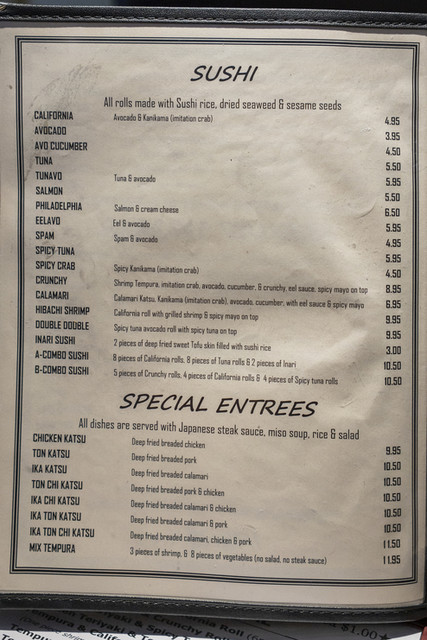 SUSHI
All rolls made with Sushi rice, dried seaweed & sesame seeds
CALIFORNIA Avocado & Kanikama (imitation crab) 4.95
AVOCADO 3.95
AVO CUCUMBER 4.50
TUNA 5.50
TUNAVO Tuna & avocado 5.95
SALMON 5.50
PHILADELPHIA Salmon & cream cheese 6.50
EELAVO Eel & avocado 5.95
SPAM Spam & avocado 4.95
SPICY TUNA 5.95
SPICY CRAB Spicy Kanikama (imitation crab) 4.50
CRUNCHY Shrimp Tempura, imitation crab, avocado, cucumber, & crunchy, eel sauce, spicy mayo on top 8.95
CALAMARI Calamari Katsu, Kanikama (imitation crab), avocado, cucumber, with eel sauce & spicy mayo 6.95
HIBACHI SHRIMP California roll with grilled shrimp & spicy mayo on top 9.95
DOUBLE DOUBLE Spicy tuna avocado roll with spicy tuna on top 9.95
INARI SUSHI 2 pieces of deep fried sweet Tofu skin filled with sushi rice 3.00
A-COMBO SUSHI 8 pieces of California rolls, 8 pieces of Tuna rolls & 2 pieces of Inari 10.50
B-COMBO SUSHI 5 pieces of Crunchy rolls, 4 pieces of California rolls & 4 pieces of Spicy tuna rolls 10.50
SPECIAL ENTREES
All dishes are served with Japanese steak sauce, miso soup, rice & salad
CHICKEN KATSU Deep fried breaded chicken 9.95
TON KATSU Deep fried breaded pork 10.50
IKA KATSU Deep fried breaded calamari 10.50
TON CHI KATSU Deep fried breaded pork & chicken 10.50
IKA CHI KATSU Deep fried breaded calamari & chicken 10.50
IKA TON KATSU Deep fried breaded calamari & pork 10.50
IKA TON CHI KATSU Deep fried breaded calamari, chicken & pork 11.50
MIX TEMPURA 3 pieces of shrimp, & 8 pieces of vegetables (no salad, no steak sauce) 11.95
Crunchy Roll
$1.00